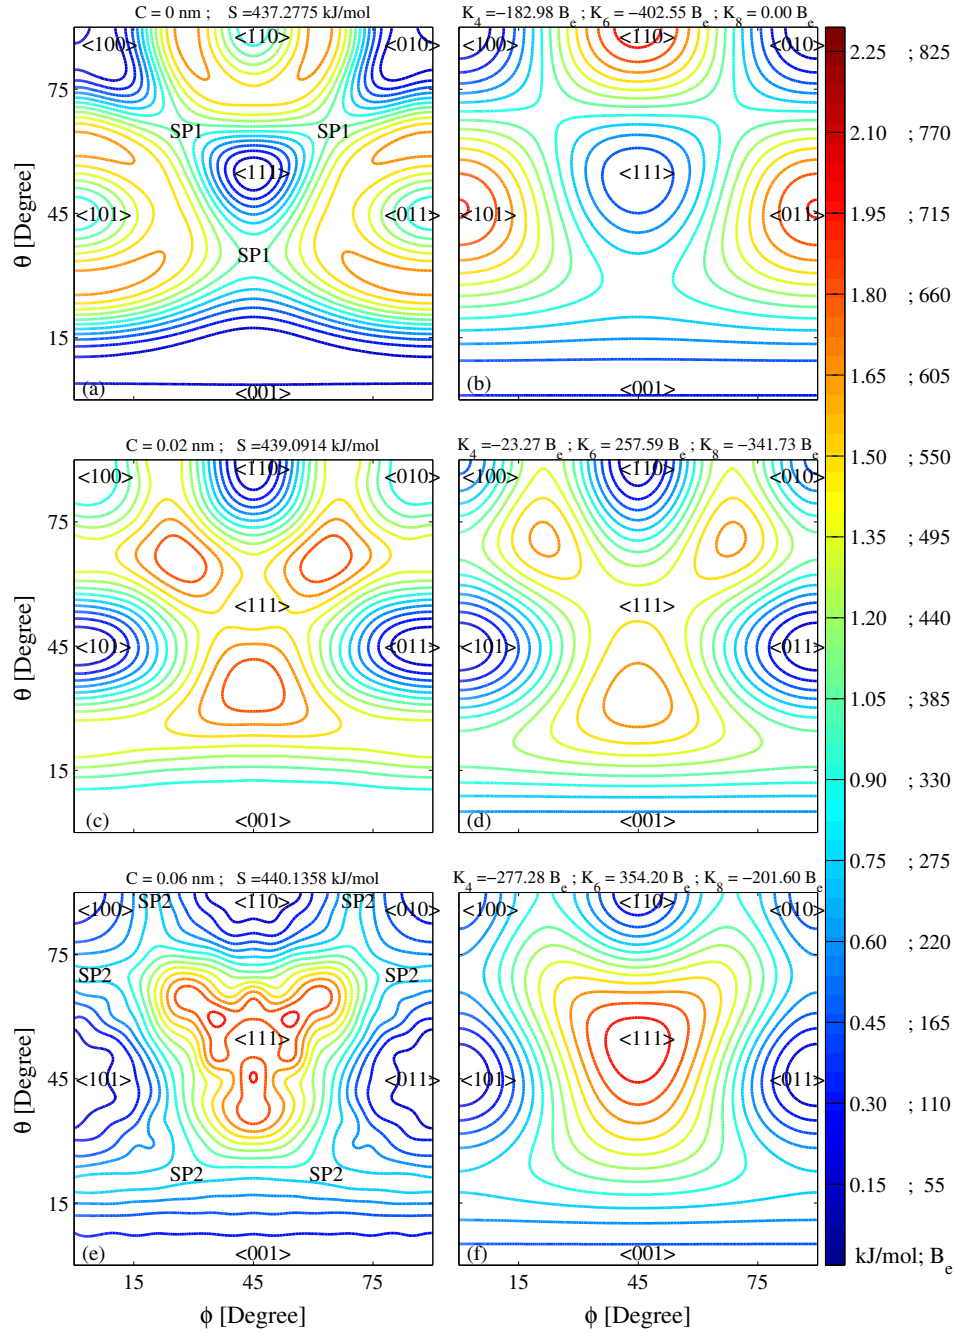 C = 0 nm ; S =437.2775 kJ/mol
K4 =−182.98 Be ; K6 = −402.55 Be ; K8 = 0.00 Be
<100> <110> <010>
<100> <110> <010>
75
SP1 SP1
<111>
<111>
45
<101> <011>
<101> <011>
SP1
15
(a) <001>
(b) <001>
θ [Degree]
C = 0.02 nm ; S =439.0914 kJ/mol
K4 =−23.27 Be ; K6 = 257.59 Be ; K8 = −341.73 Be
<100> <110> <010>
<100> <110> <010>
75
<111>
<111>
45
<101> <011>
<101> <011>
15
(c) <001>
(d) <001>
θ [Degree]
C = 0.06 nm ; S =440.1358 kJ/mol
K4 =−277.28 Be ; K6 = 354.20 Be ; K8 = −201.60 Be
<100> SP2 <110> SP2 <010>
<100> <110> <010>
75
SP2 SP2
<111>
<111>
45
<101> <011>
<101> <011>
SP2 SP2
15
(e) <001>
(f) <001>
θ [Degree]
15 45 75
15 45 75
ϕ [Degree]
ϕ [Degree]
2.25 ; 825
2.10 ; 770
1.95 ; 715
1.80 ; 660
1.65 ; 605
1.50 ; 550
1.35 ; 495
1.20 ; 440
1.05 ; 385
0.90 ; 330
0.75 ; 275
0.60 ; 220
0.45 ; 165
0.30 ; 110
0.15 ; 55
kJ/mol; Be